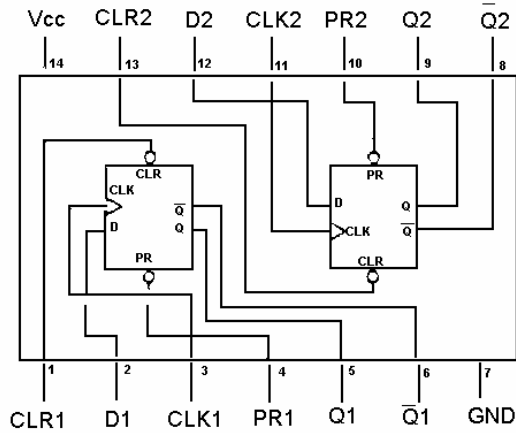 Vcc CLR2 D2 CLK2 PR2 Q2 Q̅2
14 13 12 11 10 9 8
CLR PR
CLK
D Q̅ D Q
Q CLK Q̅
PR CLR
1 2 3 4 5 6 7
CLR1 D1 CLK1 PR1 Q1 Q̅1 GND